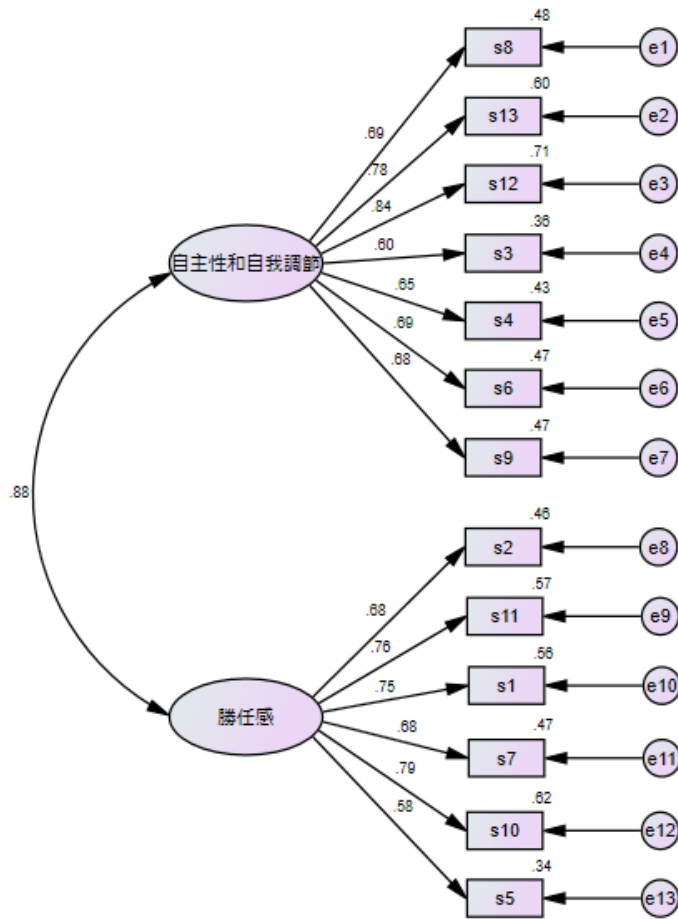 .48
s8
e1
.69
.60
s13
e2
.78
.71
s12
e3
.84
.36
s3
e4
.60
自主性和自我調節
.43
s4
e5
.65
.47
s6
e6
.69
.47
s9
e7
.68
.88
.46
s2
e8
.68
.57
s11
e9
.76
.56
s1
e10
.75
勝任感
.47
s7
e11
.68
.62
s10
e12
.79
.34
s5
e13
.58